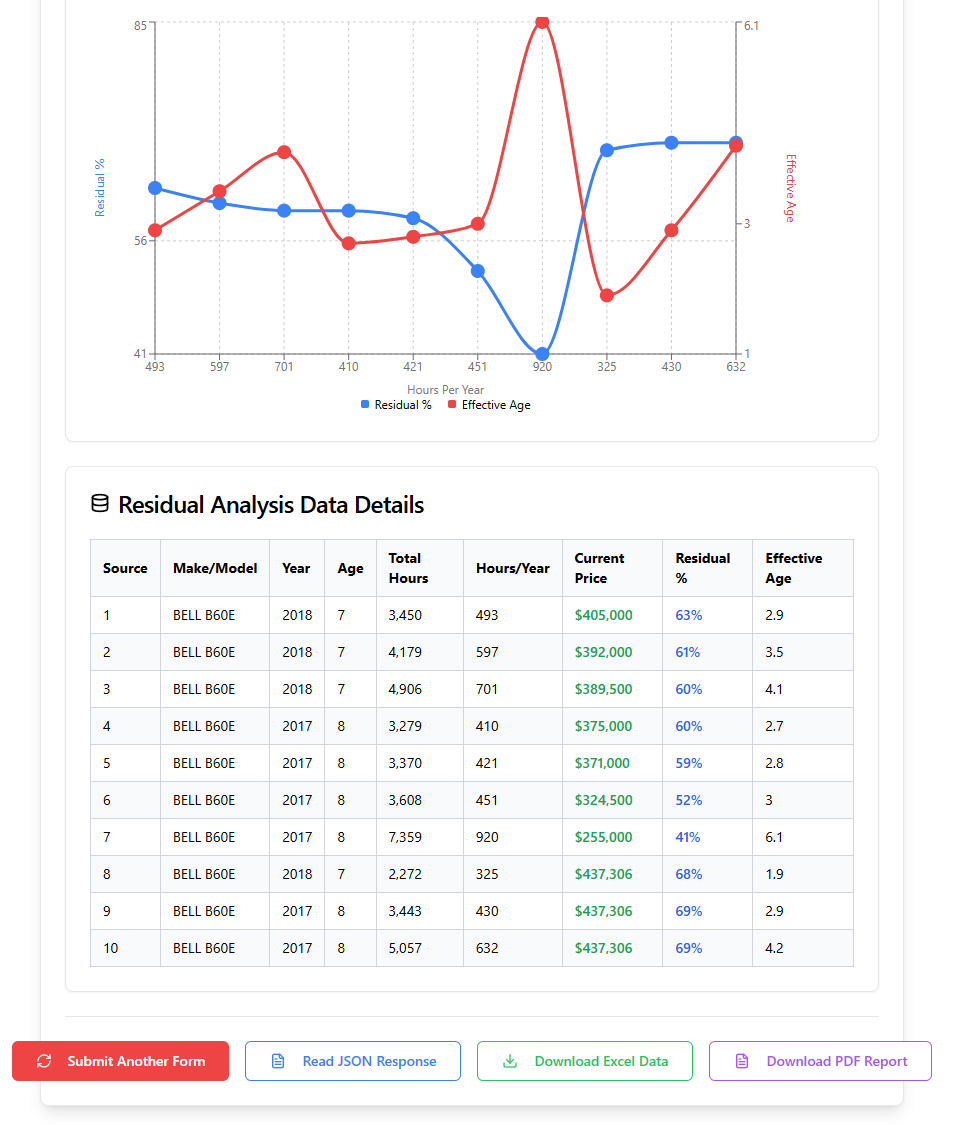 85
6.1
Residual %
Effective Age
3
56
41
1
493 597 701 410 421 451 920 325 430 632
Hours Per Year
Residual % Effective Age
Residual Analysis Data Details
Source Make/Model Year Age Total Hours Hours/Year Current Price Residual % Effective Age
1 BELL B60E 2018 7 3,450 493 $405,000 63% 2.9
2 BELL B60E 2018 7 4,179 597 $392,000 61% 3.5
3 BELL B60E 2018 7 4,906 701 $389,500 60% 4.1
4 BELL B60E 2017 8 3,279 410 $375,000 60% 2.7
5 BELL B60E 2017 8 3,370 421 $371,000 59% 2.8
6 BELL B60E 2017 8 3,608 451 $324,500 52% 3
7 BELL B60E 2017 8 7,359 920 $255,000 41% 6.1
8 BELL B60E 2018 7 2,272 325 $437,306 68% 1.9
9 BELL B60E 2017 8 3,443 430 $437,306 69% 2.9
10 BELL B60E 2017 8 5,057 632 $437,306 69% 4.2
Submit Another Form Read JSON Response Download Excel Data Download PDF Report